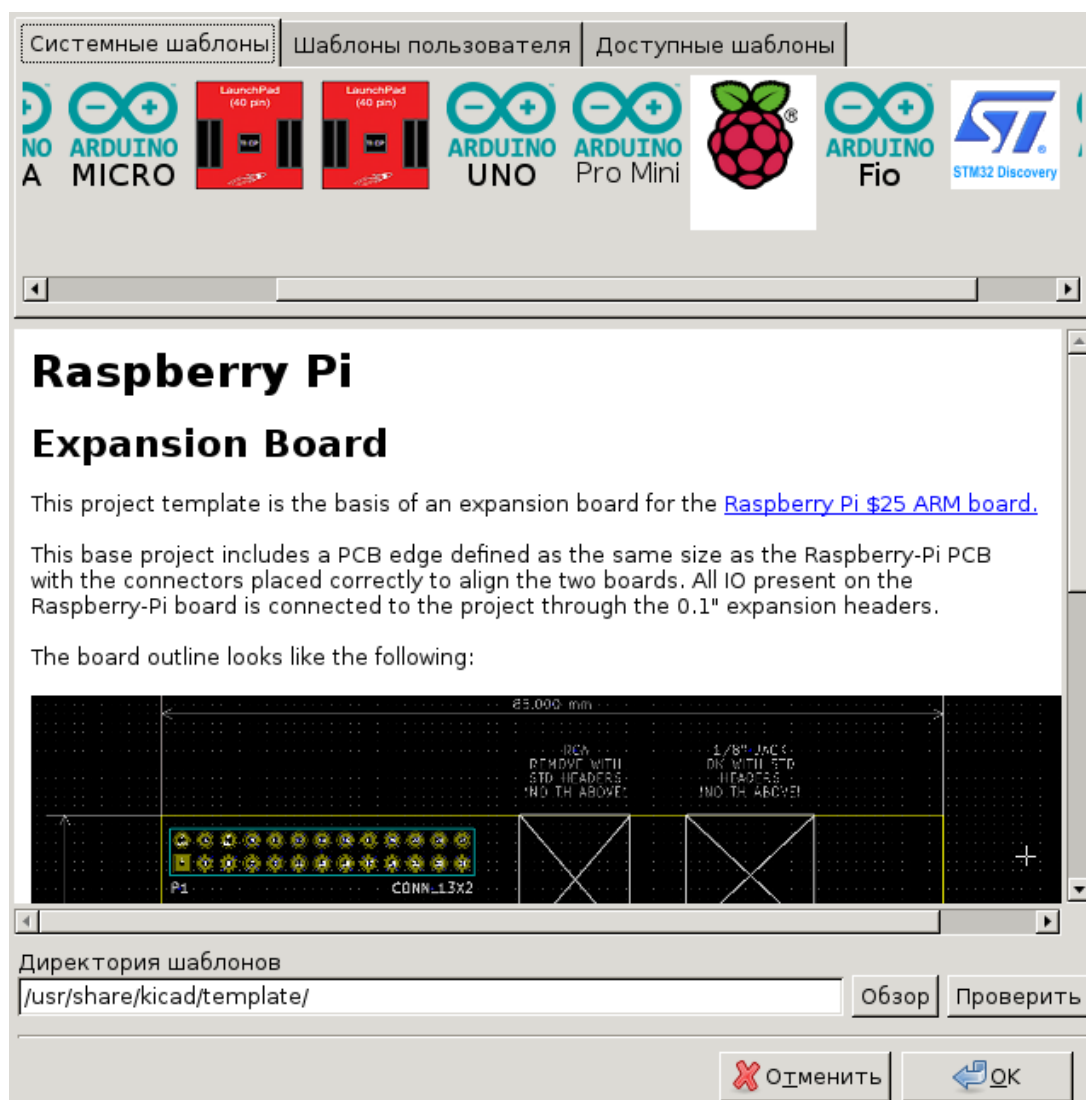 Системные шаблоны
Шаблоны пользователя
Доступные шаблоны
NO
A
ARDUINO
MICRO
LaunchPad
(40 pin)
LaunchPad
(40 pin)
ARDUINO
UNO
ARDUINO
Pro Mini
®
ARDUINO
Fio
STM32 Discovery
Raspberry Pi
Expansion Board
This project template is the basis of an expansion board for the Raspberry Pi $25 ARM board.
This base project includes a PCB edge defined as the same size as the Raspberry-Pi PCB
with the connectors placed correctly to align the two boards. All IO present on the
Raspberry-Pi board is connected to the project through the 0.1" expansion headers.
The board outline looks like the following:
85.000 mm
RCA
REMOVE WITH
STD HEADERS
!NO TH ABOVE!
1/8" JACK
OK WITH STD
HEADERS
!NO TH ABOVE!
P1
CONN_13X2
Директория шаблонов
/usr/share/kicad/template/
Обзор
Проверить
Отменить
OK